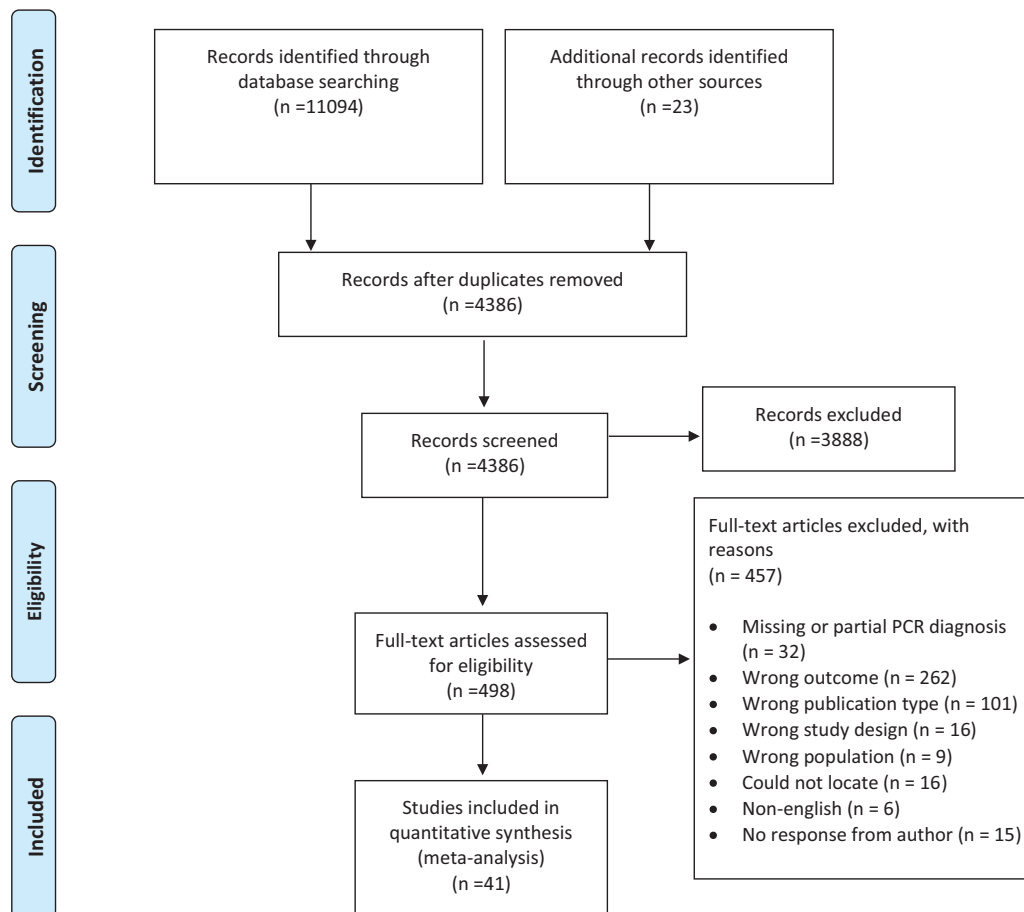 Identification
Records identified through
database searching
(n =11094)
Additional records identified
through other sources
(n =23)
Screening
Records after duplicates removed
(n =4386)
Records screened
(n =4386)
Records excluded
(n =3888)
Eligibility
Full-text articles assessed
for eligibility
(n =498)
Full-text articles excluded, with
reasons
(n = 457)
• Missing or partial PCR diagnosis
(n = 32)
• Wrong outcome (n = 262)
• Wrong publication type (n = 101)
• Wrong study design (n = 16)
• Wrong population (n = 9)
• Could not locate (n = 16)
• Non-english (n = 6)
• No response from author (n = 15)
Included
Studies included in
quantitative synthesis
(meta-analysis)
(n =41)